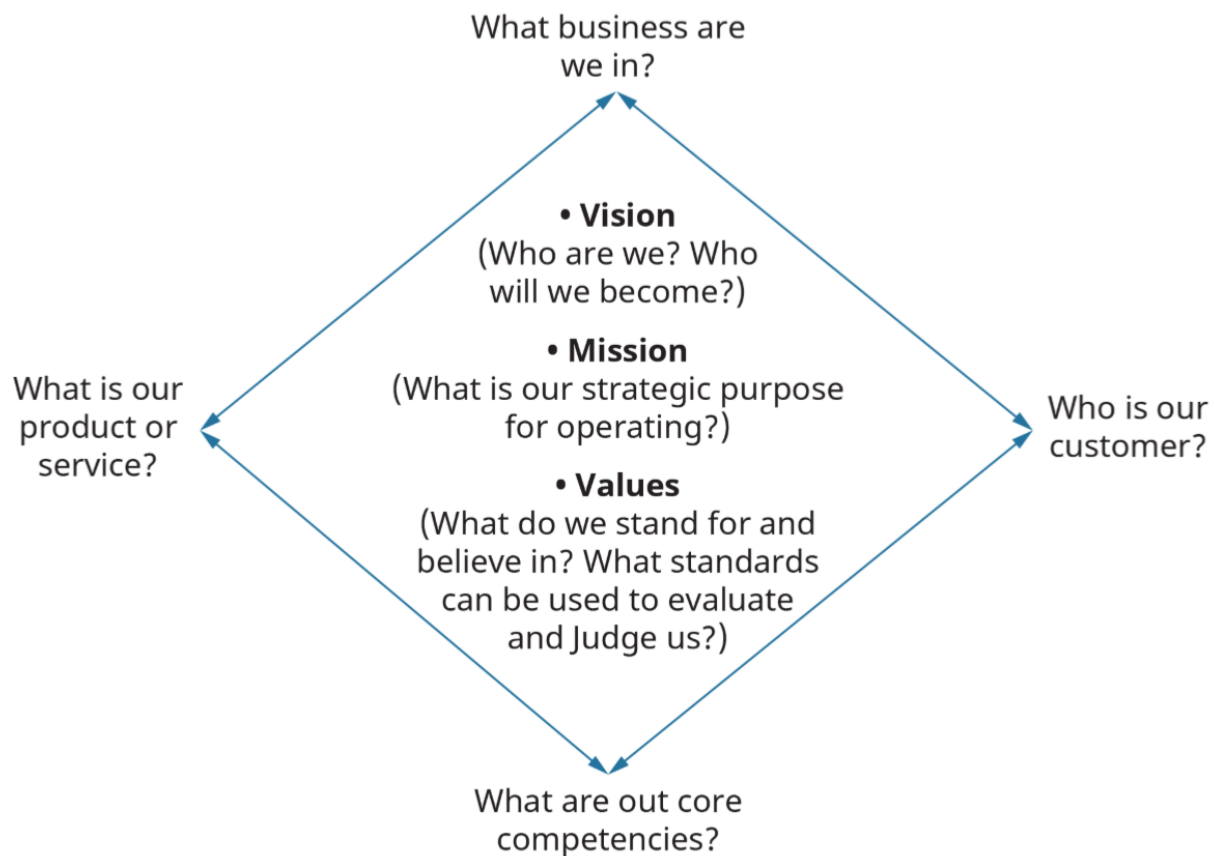 What business are
we in?
• Vision
(Who are we? Who
will we become?)
• Mission
(What is our strategic purpose
for operating?)
• Values
(What do we stand for and
believe in? What standards
can be used to evaluate
and Judge us?)
What is our
product or
service?
Who is our
customer?
What are out core
competencies?